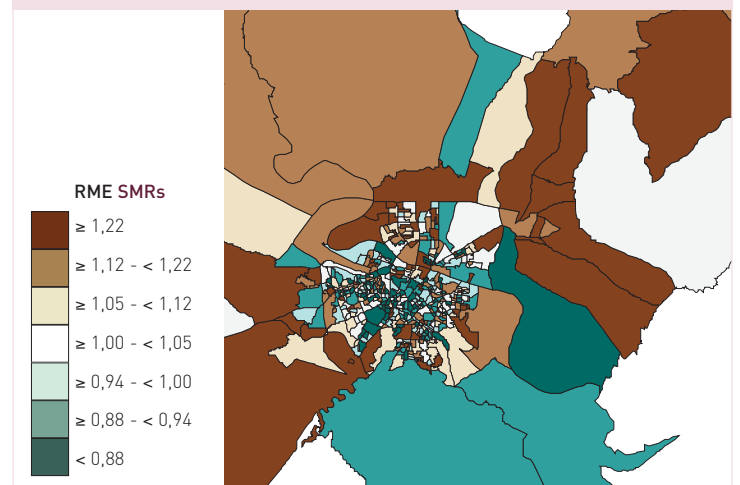 RME SMRs
≥ 1,22
≥ 1,12 - < 1,22
≥ 1,05 - < 1,12
≥ 1,00 - < 1,05
≥ 0,94 - < 1,00
≥ 0,88 - < 0,94
< 0,88